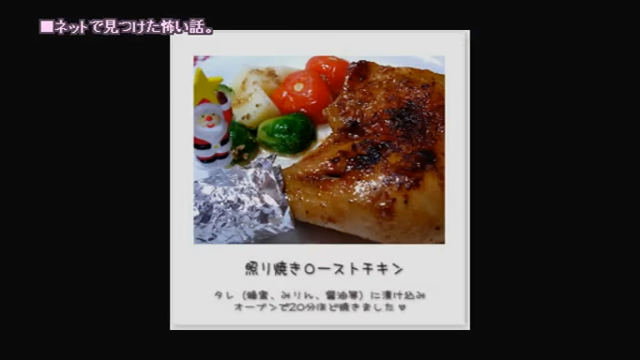 ■ネットで見つけた怖い話。
照り焼きローストチキン
タレ（蜂蜜、みりん、醤油等）に漬け込み
オーブンで20分ほど焼きました♥